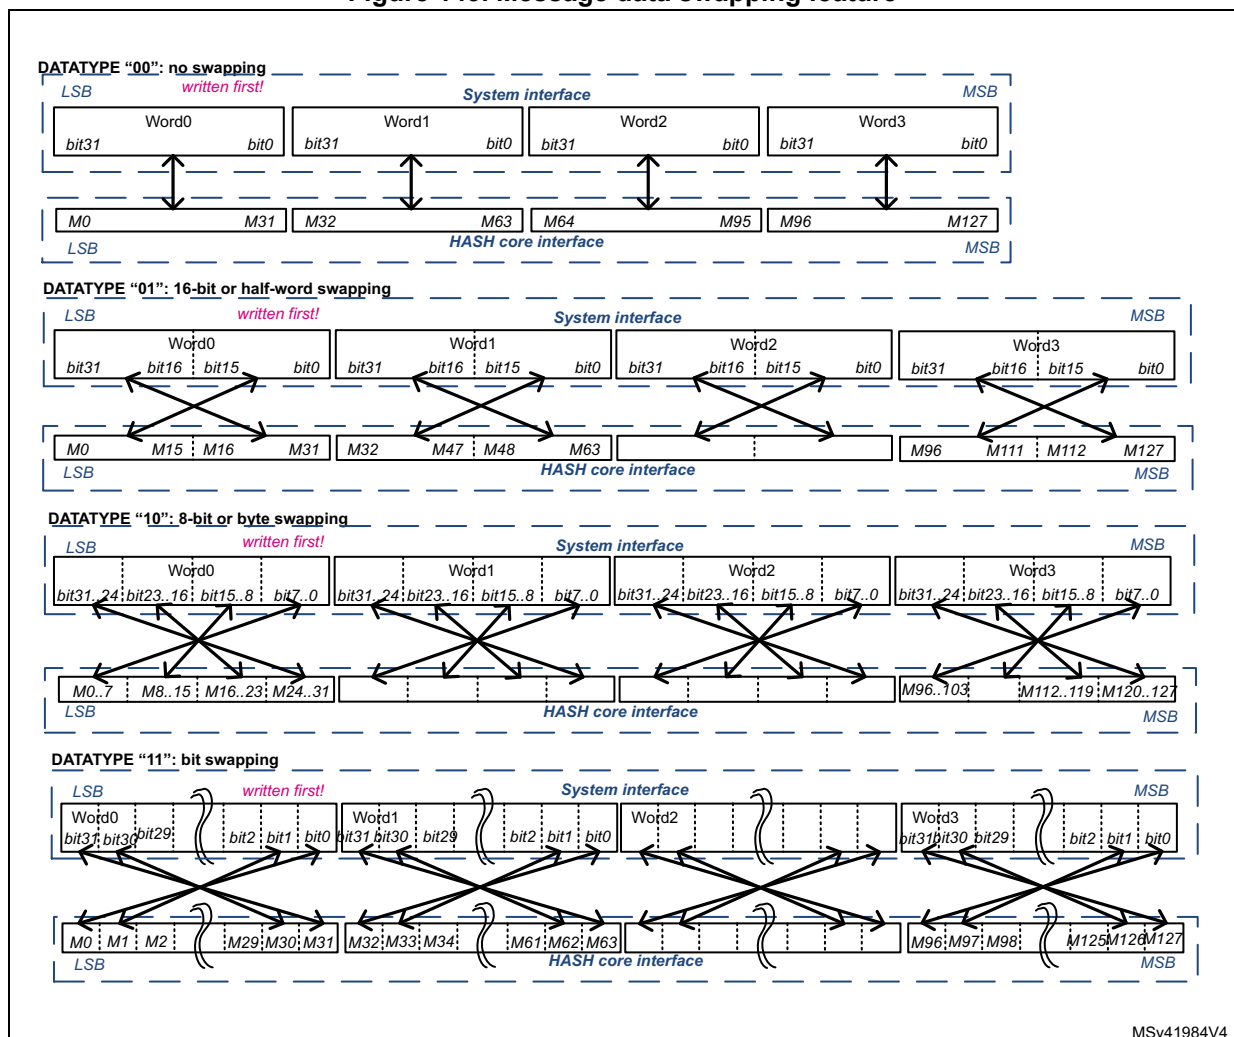 Figure 140. Message data swapping feature
DATATYPE “00”: no swapping
LSB written first! System interface MSB
Word0 Word1 Word2 Word3
bit31 bit0 bit31 bit0 bit31 bit0 bit31 bit0
M0 M31 M32 M63 M64 M95 M96 M127
LSB HASH core interface MSB
DATATYPE “01”: 16-bit or half-word swapping
LSB written first! System interface MSB
Word0 Word1 Word2 Word3
bit31 bit16 bit15 bit0 bit31 bit16 bit15 bit0 bit31 bit16 bit15 bit0 bit31 bit16 bit15 bit0
M0 M15 M16 M31 M32 M47 M48 M63 M96 M111 M112 M127
LSB HASH core interface MSB
DATATYPE “10”: 8-bit or byte swapping
LSB written first! System interface MSB
Word0 Word1 Word2 Word3
bit31..24 bit23..16 bit15..8 bit7..0 bit31..24 bit23..16 bit15..8 bit7..0 bit31..24 bit23..16 bit15..8 bit7..0 bit31..24 bit23..16 bit15..8 bit7..0
M0..7 M8..15 M16..23 M24..31 M96..103 M112..119 M120..127
LSB HASH core interface MSB
DATATYPE “11”: bit swapping
LSB written first! System interface MSB
Word0 Word1 Word2 Word3
bit31 bit30 bit29 bit2 bit1 bit0 bit31 bit30 bit29 bit2 bit1 bit0 bit31 bit30 bit29 bit2 bit1 bit0
M0 M1 M2 M29 M30 M31 M32 M33 M34 M61 M62 M63 M96 M97 M98 M125 M126 M127
LSB HASH core interface MSB
MSv41984V4